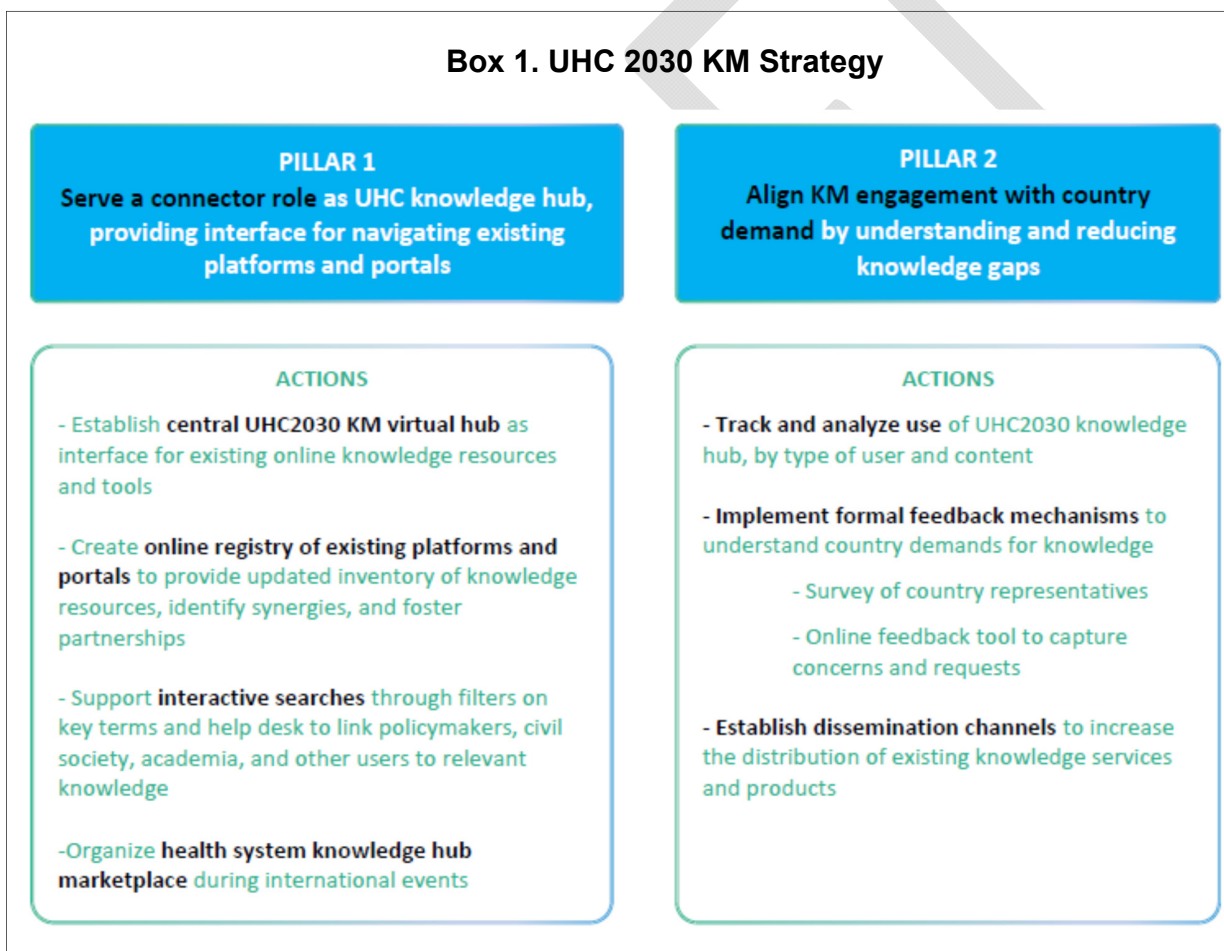 Box 1. UHC 2030 KM Strategy
PILLAR 1
Serve a connector role as UHC knowledge hub,
providing interface for navigating existing
platforms and portals
ACTIONS
- Establish central UHC2030 KM virtual hub as
interface for existing online knowledge resources
and tools
- Create online registry of existing platforms and
portals to provide updated inventory of knowledge
resources, identify synergies, and foster
partnerships
- Support interactive searches through filters on
key terms and help desk to link policymakers, civil
society, academia, and other users to relevant
knowledge
-Organize health system knowledge hub
marketplace during international events
PILLAR 2
Align KM engagement with country
demand by understanding and reducing
knowledge gaps
ACTIONS
- Track and analyze use of UHC2030 knowledge
hub, by type of user and content
- Implement formal feedback mechanisms to
understand country demands for knowledge
- Survey of country representatives
- Online feedback tool to capture
concerns and requests
- Establish dissemination channels to increase
the distribution of existing knowledge services
and products